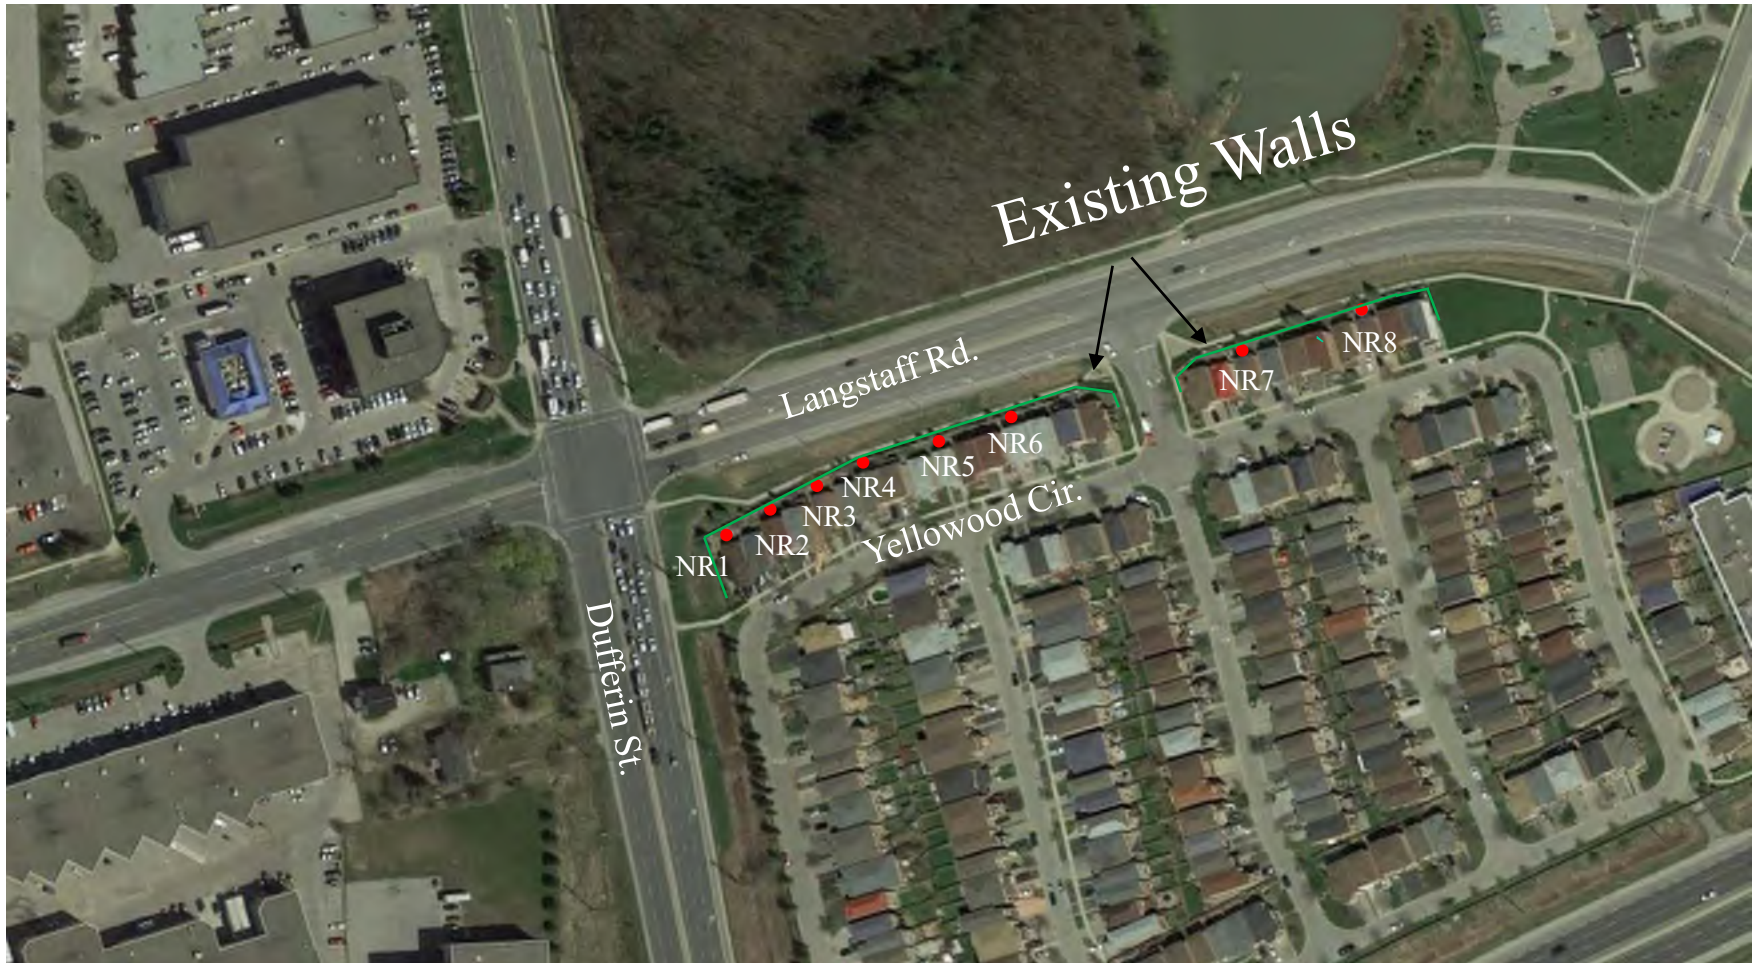 Existing Walls
Langstaff Rd.
NR8
NR7
NR6
NR5
NR4
NR3
NR2
NR1
Yellowood Cir.
Dufferin St.